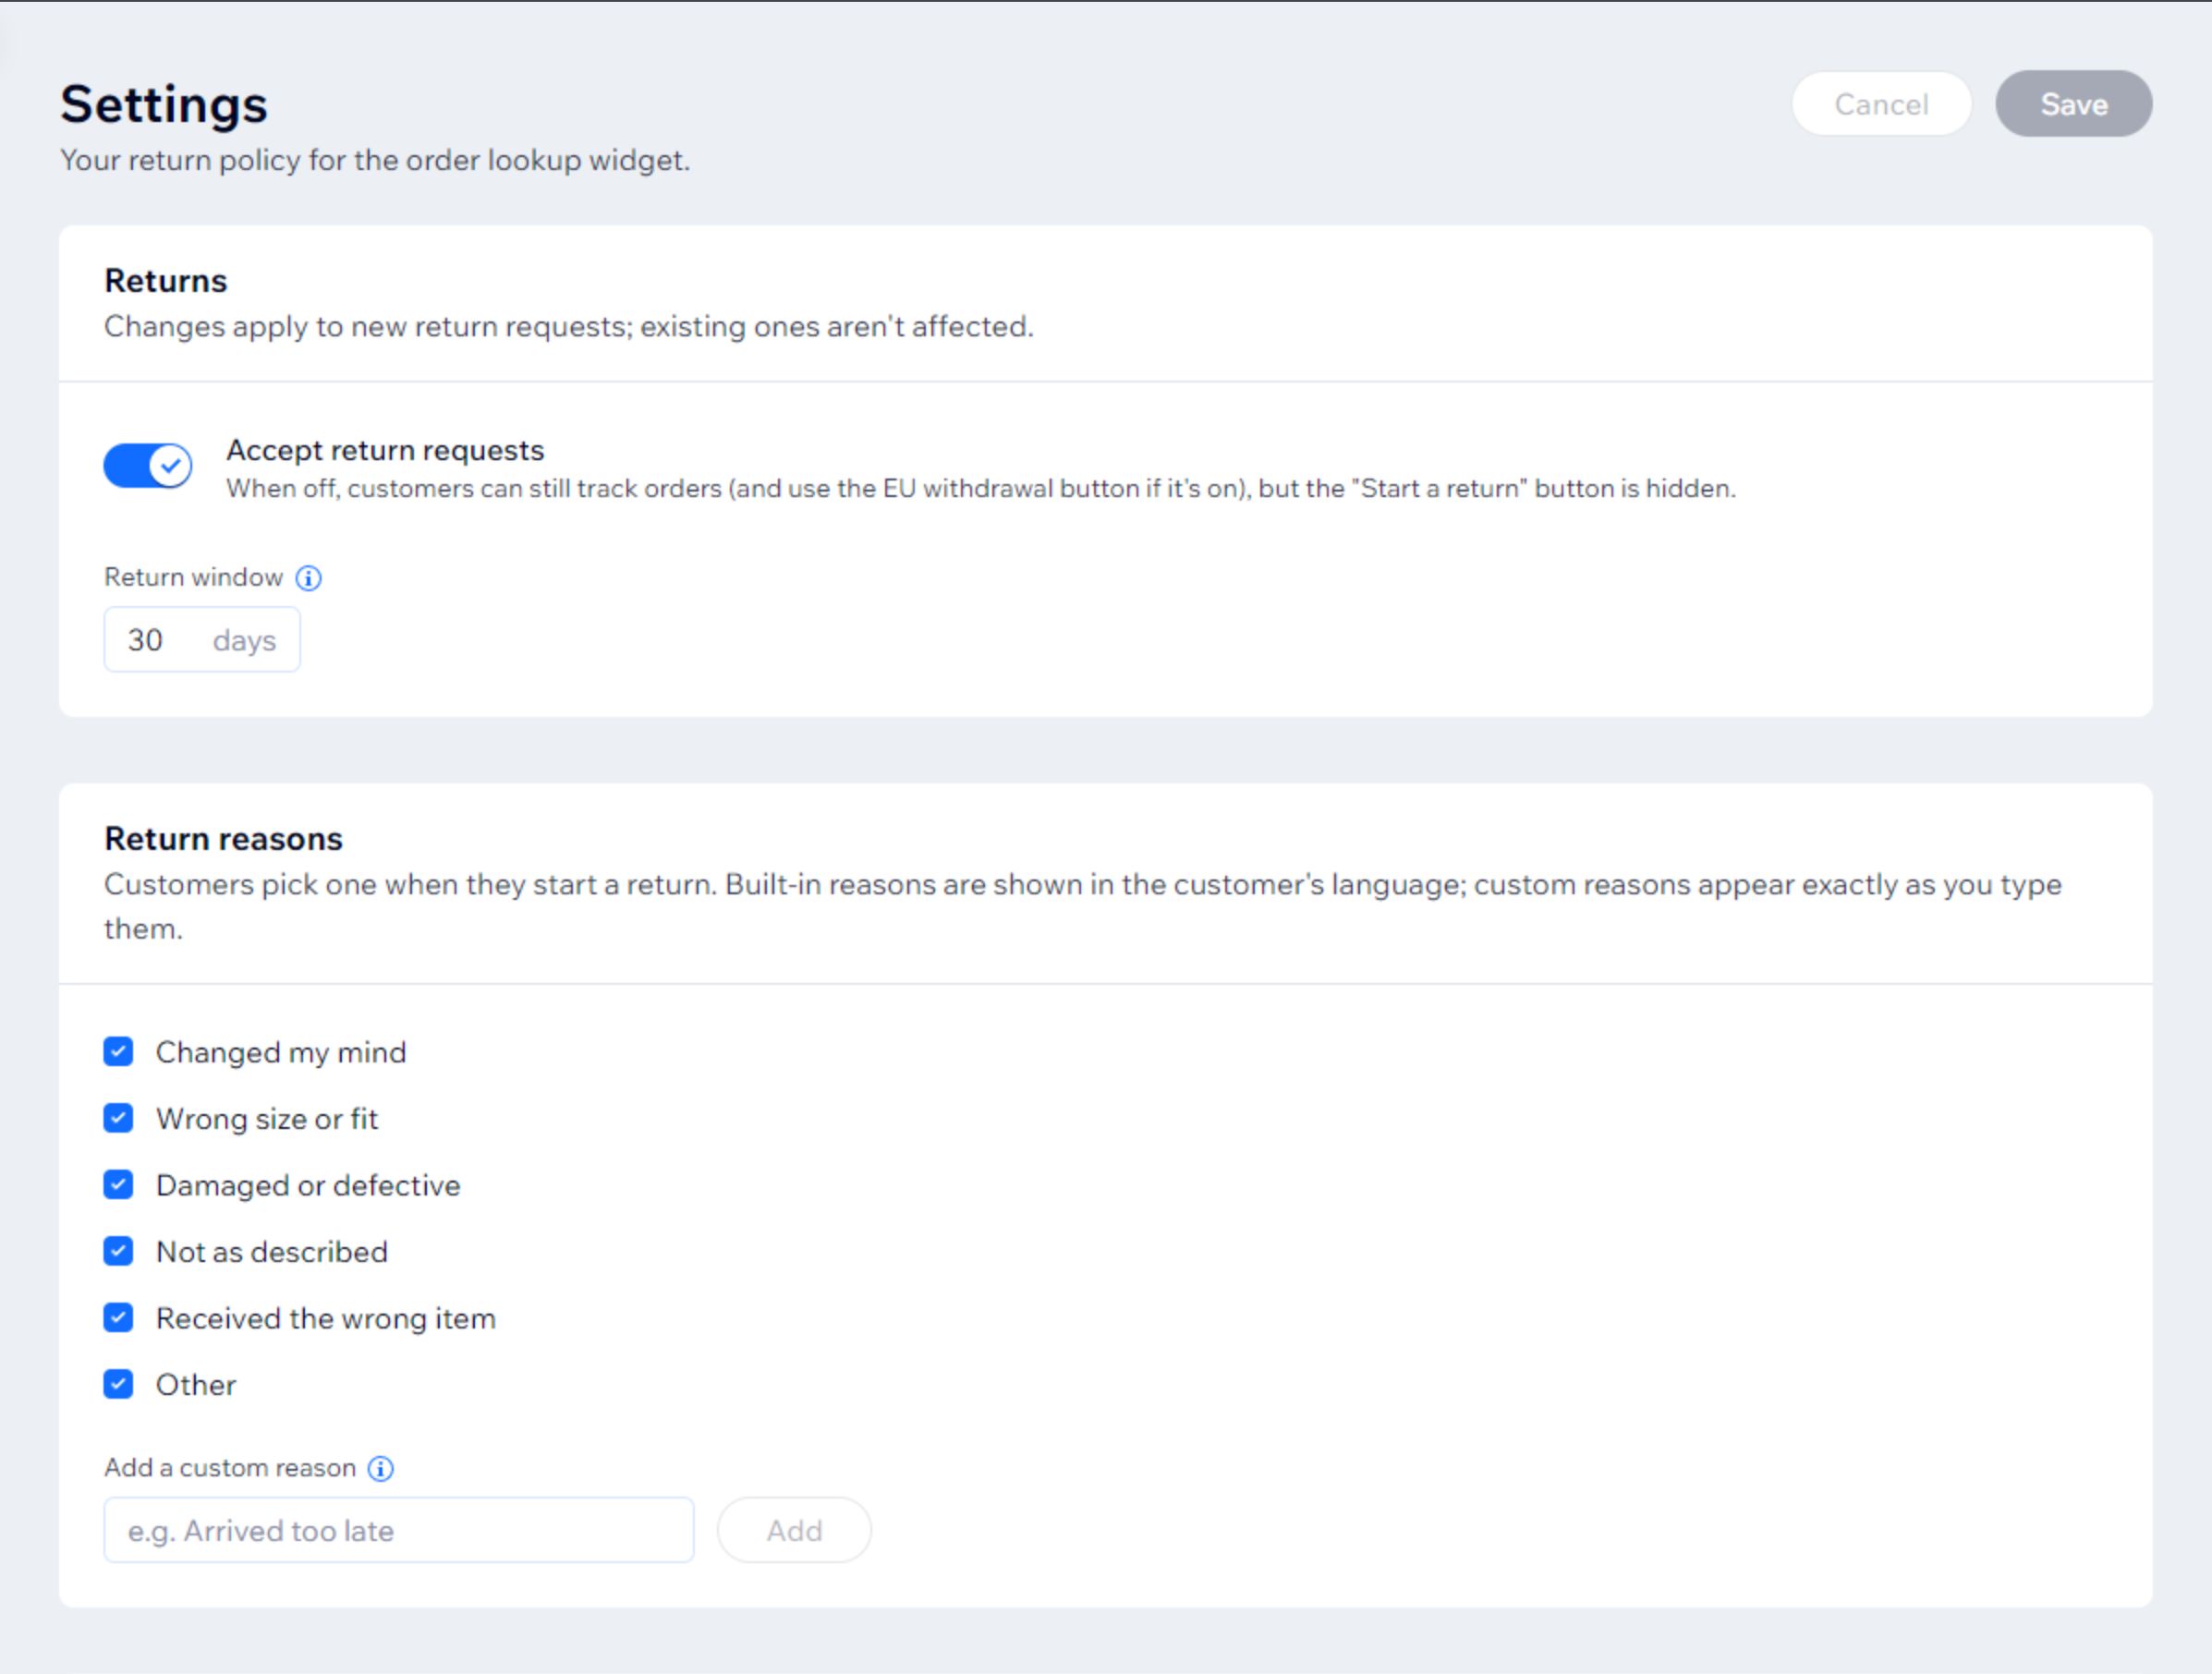 Settings
Cancel
Save
Your return policy for the order lookup widget.
Returns
Changes apply to new return requests; existing ones aren't affected.
Accept return requests
When off, customers can still track orders (and use the EU withdrawal button if it's on), but the "Start a return" button is hidden.
Return window
30 days
Return reasons
Customers pick one when they start a return. Built-in reasons are shown in the customer's language; custom reasons appear exactly as you type
them.
Changed my mind
Wrong size or fit
Damaged or defective
Not as described
Received the wrong item
Other
Add a custom reason
e.g. Arrived too late
Add